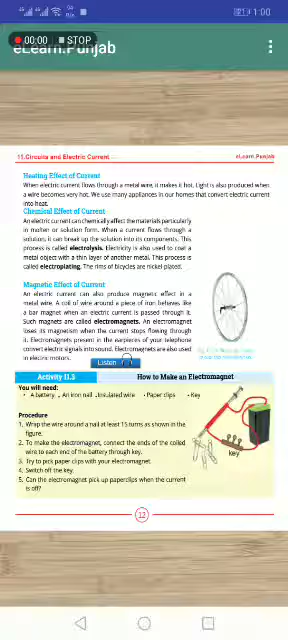 1:00
00:00 STOP
eLearn.Punjab
11.Circuits and Electric Current
eLearn.Punjab
Heating Effect of Current
When electric current flows through a metal wire, it makes it hot. Light is also produced when
a wire becomes very hot. We use many appliances in our homes that convert electric current
into heat.
Chemical Effect of Current
An electric current can chemically affect the materials particularly
in molten or solution form. When a current flows through a
solution, it can break up the solution into its components. This
process is called electrolysis. Electricity is also used to coat a
metal object with a thin layer of another metal. This process is
called electroplating. The rims of bicycles are nickel plated.
Magnetic Effect of Current
An electric current can also produce magnetic effect in a
metal wire. A coil of wire around a piece of iron behaves like
a bar magnet when an electric current is passed through it.
Such magnets are called electromagnets. An electromagnet
loses its magnetism when the current stops flowing through
it. Electromagnets present in the earpieces of your telephone
convert electric signals into sound. Electromagnets are also used
in electric motors.
Listen
Activity 11.5
How to Make an Electromagnet
You will need:
• A battery • An iron nail • Insulated wire • Paper clips • Key
Procedure
1. Wrap the wire around a nail at least 15 turns as shown in the
figure.
2. To make the electromagnet, connect the ends of the coiled
wire to each end of the battery through key.
3. Try to pick paper clips with your electromagnet.
4. Switch off the key.
5. Can the electromagnet pick up paperclips when the current
is off?
key
12